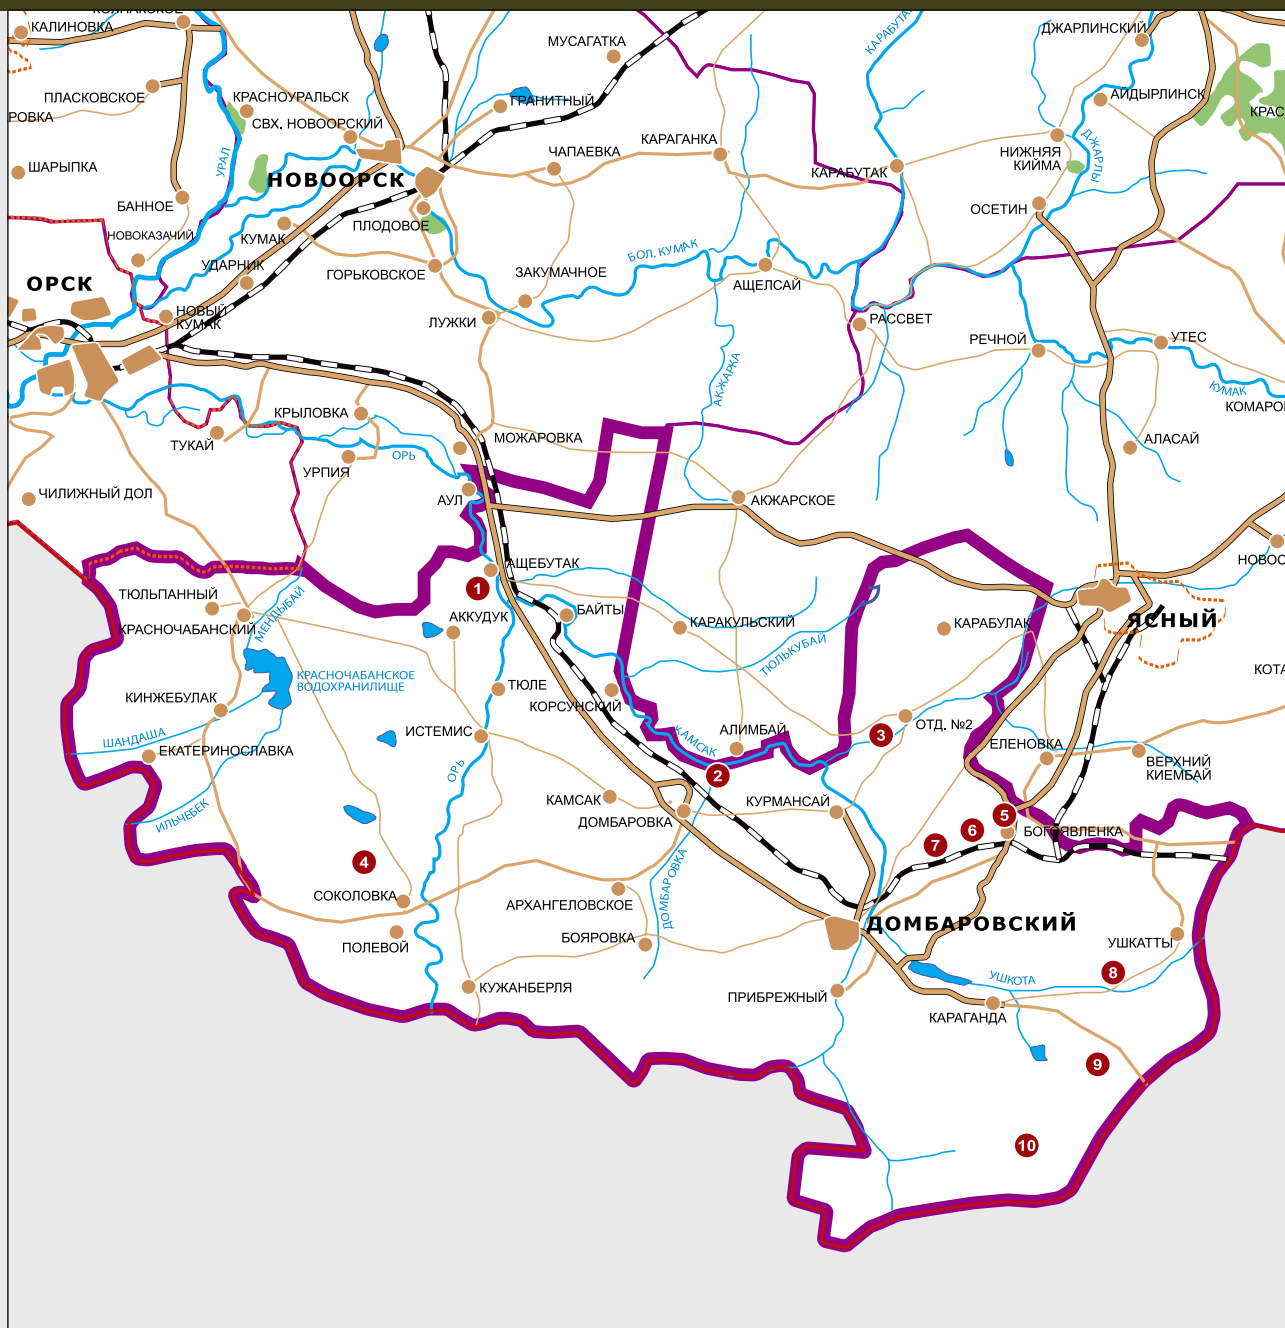 КАЛИНОВКА
МУСАГАТКА
КАРАБУТАК
ДЖАРЛИНСКИЙ
ПЛАСКОВСКОЕ
КРАСНОУРАЛЬСК
ГРАНИТНЫЙ
АИДЫРЛИНСК
РОВКА
СВХ. НОВООРСКИЙ
КРАС
ШАРЫПКА
УРАЛ
ЧАПАЕВКА
КАРАГАНКА
КАРАБУТАК
НИЖНЯЯ
КИЙМА
ДЖАРЛЫ
НОВООРСК
БАННОЕ
ПЛОДОВОЕ
ОСЕТИН
НОВОКАЗАЧИЙ
КУМАК
БОЛ. КУМАК
УДАРНИК
ГОРЬКОВСКОЕ
ЗАКУМАЧНОЕ
АЩЕЛСАЙ
ОРСК
НОВЫЙ
КУМАК
ЛУЖКИ
РАССВЕТ
РЕЧНОЙ
УТЕС
АКЖАРКА
КУМАК
КОМАРО
КРЫЛОВКА
ТУКАЙ
МОЖАРОВКА
АЛАСАЙ
УРПИЯ
ОРЬ
ЧИЛИЖНЫЙ ДОЛ
АУЛ
АКЖАРСКОЕ
АЩЕБУТАК
НОВОС
1
ТЮЛЬПАННЫЙ
МЕНДЫБАЙ
АККУДУК
БАЙТЫ
КАРАКУЛЬСКИЙ
КАРАБУЛАК
ЯСНЫЙ
КРАСНОЧАБАНСКИЙ
ТЮЛЬКУБАЙ
КРАСНОЧАБАНСКОЕ
ВОДОХРАНИЛИЩЕ
ТЮЛЕ
КОТА
КИНЖЕБУЛАК
КОРСУНСКИЙ
ШАНДАША
ИСТЕМИС
КАМСАК
АЛИМБАЙ
3
ОТД. №2
ЕКАТЕРИНОСЛАВКА
ЕЛЕНОВКА
ВЕРХНИЙ
КИЕМБАЙ
ОРЬ
2
ИЛЬЧЕБЕК
КАМСАК
КУРМАНСАЙ
5
ДОМБАРОВКА
6
БОГОЯВЛЕНКА
7
4
ДОМБАРОВКА
СОКОЛОВКА
АРХАНГЕЛОВСКОЕ
ДОМБАРОВСКИЙ
ПОЛЕВОЙ
БОЯРОВКА
УШКАТТЫ
8
КУЖАНБЕРЛЯ
УШКОТА
ПРИБРЕЖНЫЙ
КАРАГАНДА
9
10